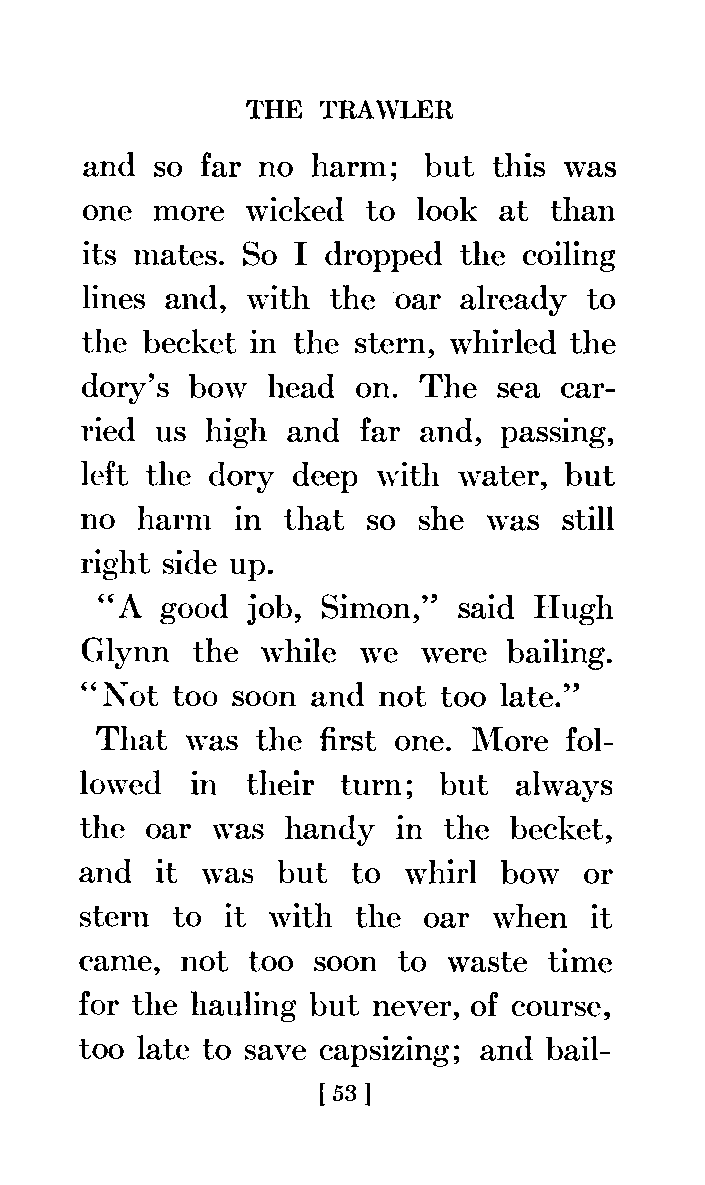 THE TRAWLER
and so far no harm; but this was
one more wicked to look at than
its mates. So I dropped the coiling
lines and, with the oar already to
the becket in the stern, whirled the
dory's bow head on. The sea car-
ried us high and far and, passing,
left the dory deep with water, but
no harm in that so she was still
right side up.
"A good job, Simon," said Hugh
Glynn the while we were bailing.
"Not too soon and not too late."
That was the first one. More fol-
lowed in their turn; but always
the oar was handy in the becket,
and it was but to whirl bow or
stern to it with the oar when it
came, not too soon to waste time
for the hauling but never, of course,
too late to save capsizing; and bail-
[53]